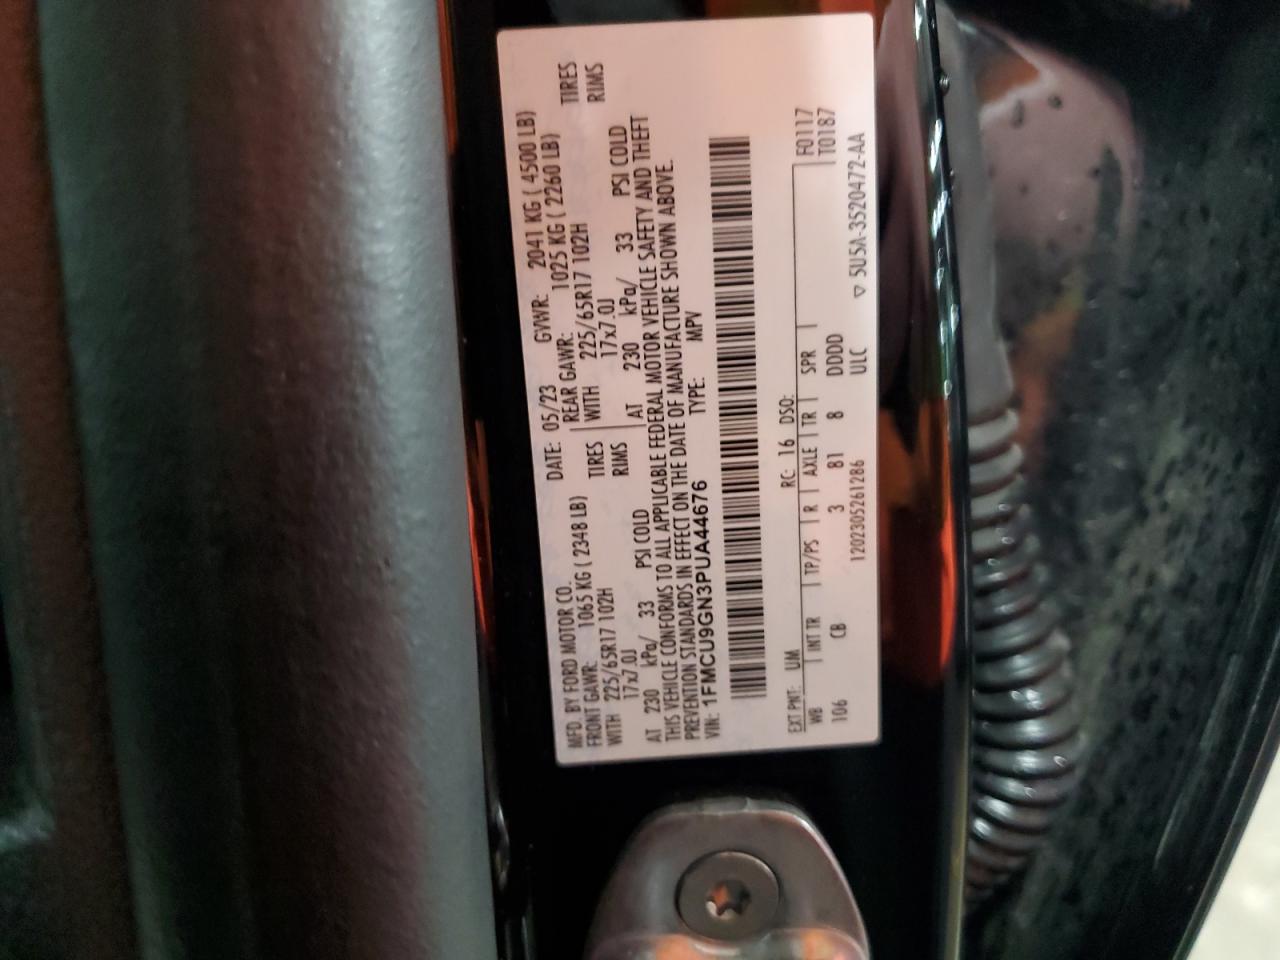 MFD. BY FORD MOTOR CO. DATE: 05/23 GVWR: 2041 KG ( 4500 LB)
FRONT GAWR: 1065 KG ( 2348 LB) REAR GAWR: 1025 KG ( 2260 LB)
WITH 225/65R17 102H TIRES WITH 225/65R17 102H TIRES
17x7.0J RIMS 17x7.0J RIMS
AT 230 kPa/ 33 PSI COLD AT 230 kPa/ 33 PSI COLD
THIS VEHICLE CONFORMS TO ALL APPLICABLE FEDERAL MOTOR VEHICLE SAFETY AND THEFT
PREVENTION STANDARDS IN EFFECT ON THE DATE OF MANUFACTURE SHOWN ABOVE.
VIN: 1FMCU9GN3PUA44676 TYPE: MPV
EXT PNT: UM RC: 16 DSO: F0117
WB INT TR TP/PS R AXLE TR SPR T0187
106 CB 3 81 8 DDDD
1202305261286 ULC ▽ 5U5A-3520472-AA